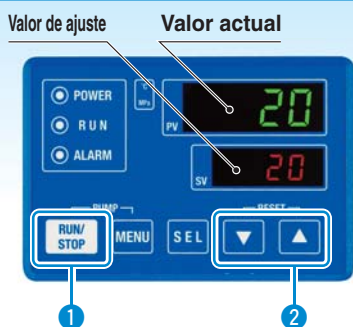 Valor de ajuste
Valor actual
POWER
RUN
ALARM
°C
MPa
PV
20
SV
20
PUMP
RESET
RUN/
STOP
MENU
SEL
▼
▲
1
2